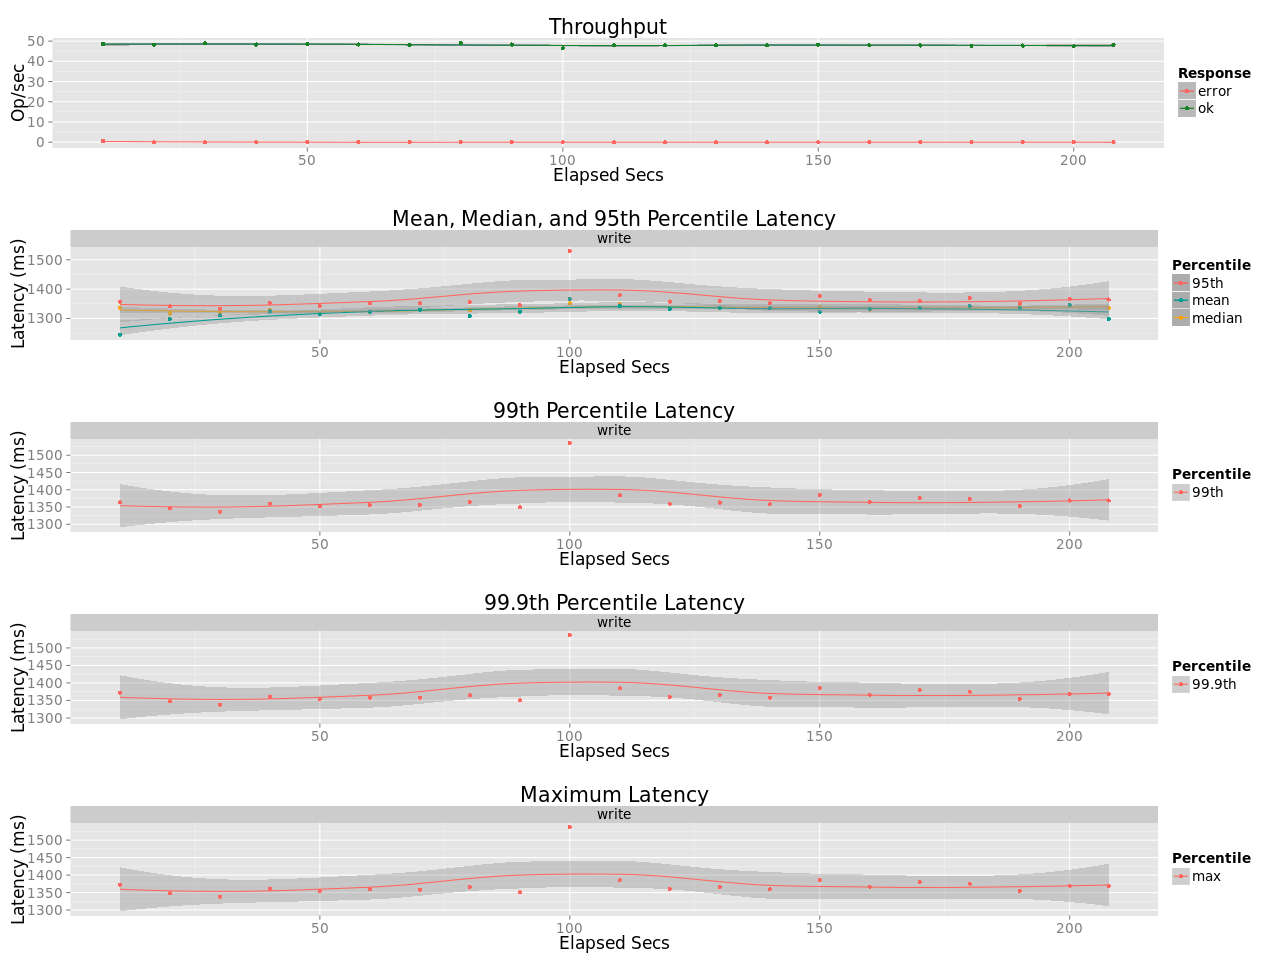 Throughput
50
40
30
20
10
0
Op/sec
50
100
150
200
Elapsed Secs
Response
error
ok
Mean, Median, and 95th Percentile Latency
write
1500
1400
1300
Latency (ms)
50
100
150
200
Elapsed Secs
Percentile
95th
mean
median
99th Percentile Latency
write
1500
1450
1400
1350
1300
Latency (ms)
50
100
150
200
Elapsed Secs
Percentile
99th
99.9th Percentile Latency
write
1500
1450
1400
1350
1300
Latency (ms)
50
100
150
200
Elapsed Secs
Percentile
99.9th
Maximum Latency
write
1500
1450
1400
1350
1300
Latency (ms)
50
100
150
200
Elapsed Secs
Percentile
max